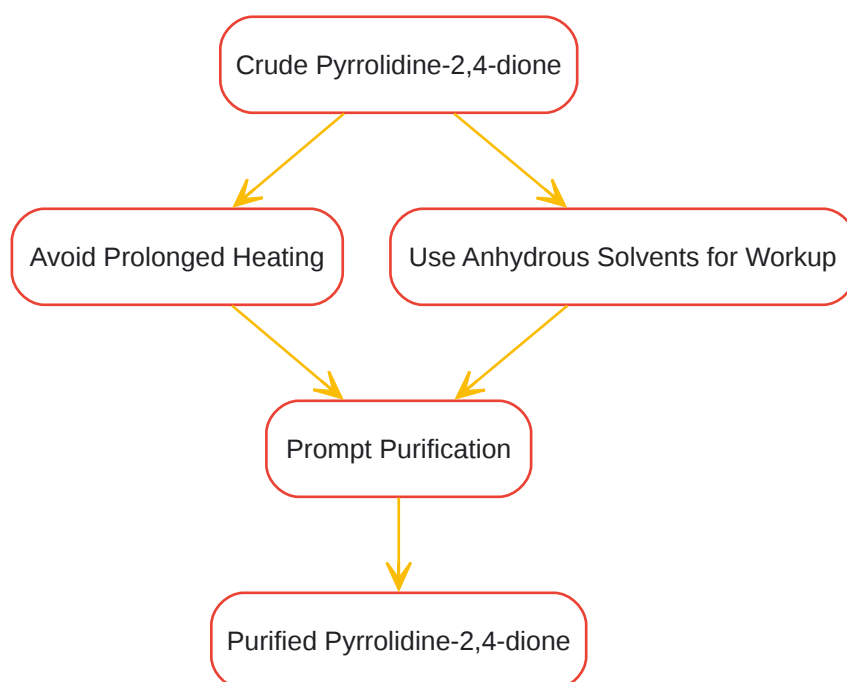 Crude Pyrrolidine-2,4-dione
Avoid Prolonged Heating
Use Anhydrous Solvents for Workup
Prompt Purification
Purified Pyrrolidine-2,4-dione